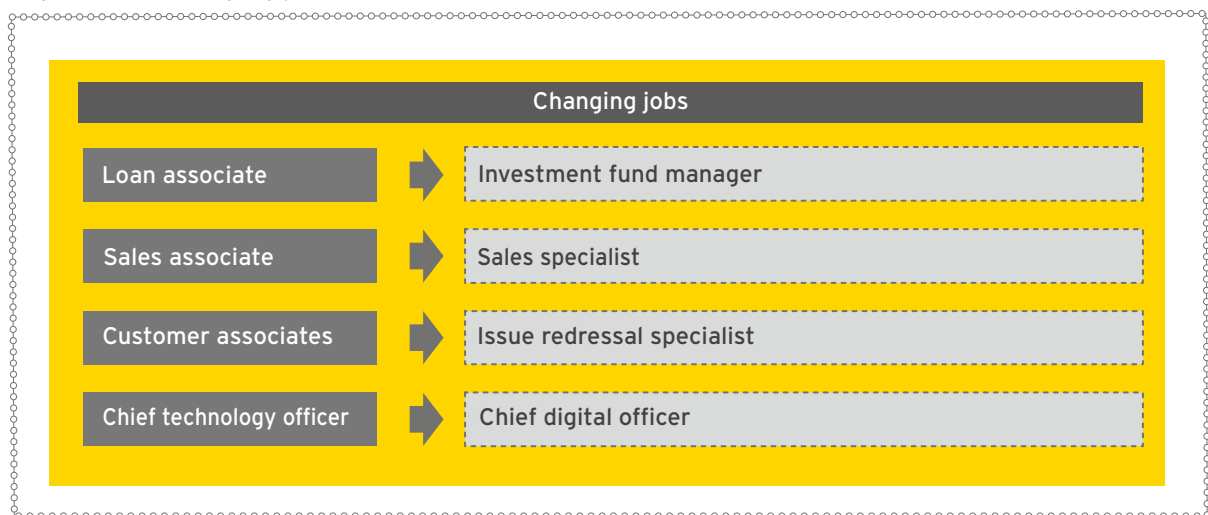 Changing jobs
Loan associate
Investment fund manager
Sales associate
Sales specialist
Customer associates
Issue redressal specialist
Chief technology officer
Chief digital officer